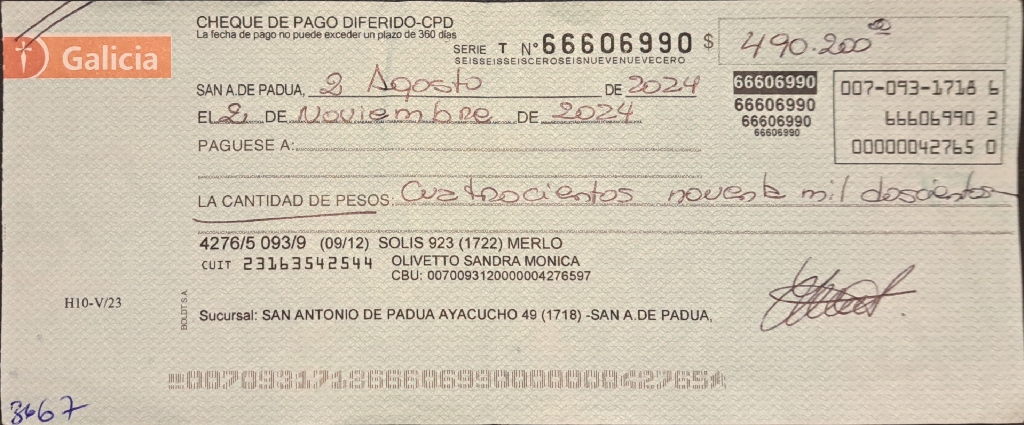 Galicia
CHEQUE DE PAGO DIFERIDO-CPD
La fecha de pago no puede exceder un plazo de 360 días
SERIE T N° 66606990 $ 490.200
SEISSEISSEISCEROSEISNUEVENUEVECERO
SAN A.DE PADUA, 2 Agosto DE 2024
EL 2 DE Noviembre DE 2024
PAGUESE A:
66606990
66606990
66606990
66606990
007-093-1718 6
66606990 2
00000042765 0
LA CANTIDAD DE PESOS: Cuatrocientos noventa mil doscientos
4276/5 093/9 (09/12) SOLIS 923 (1722) MERLO
CUIT 23163542544 OLIVETTO SANDRA MONICA
CBU: 0070093120000004276597
H10-V/23
BOLDT S.A.
Sucursal: SAN ANTONIO DE PADUA AYACUCHO 49 (1718) -SAN A.DE PADUA,
3667